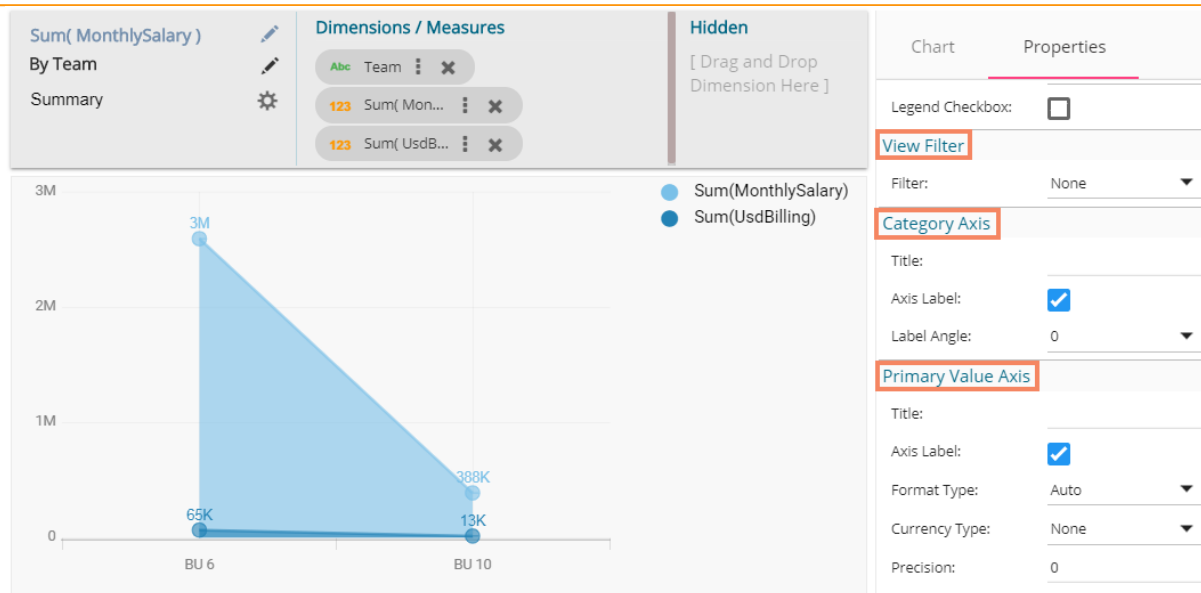 Sum( MonthlySalary )
By Team
Summary
Dimensions / Measures
Abc Team
123 Sum( Mon...
123 Sum( UsdB...
Hidden
[ Drag and Drop
Dimension Here ]
3M
2M
1M
0
3M
388K
65K
13K
BU 6
BU 10
Sum(MonthlySalary)
Sum(UsdBilling)
Chart Properties
Legend Checkbox:
View Filter
Filter: None
Category Axis
Title:
Axis Label:
Label Angle: 0
Primary Value Axis
Title:
Axis Label:
Format Type: Auto
Currency Type: None
Precision: 0